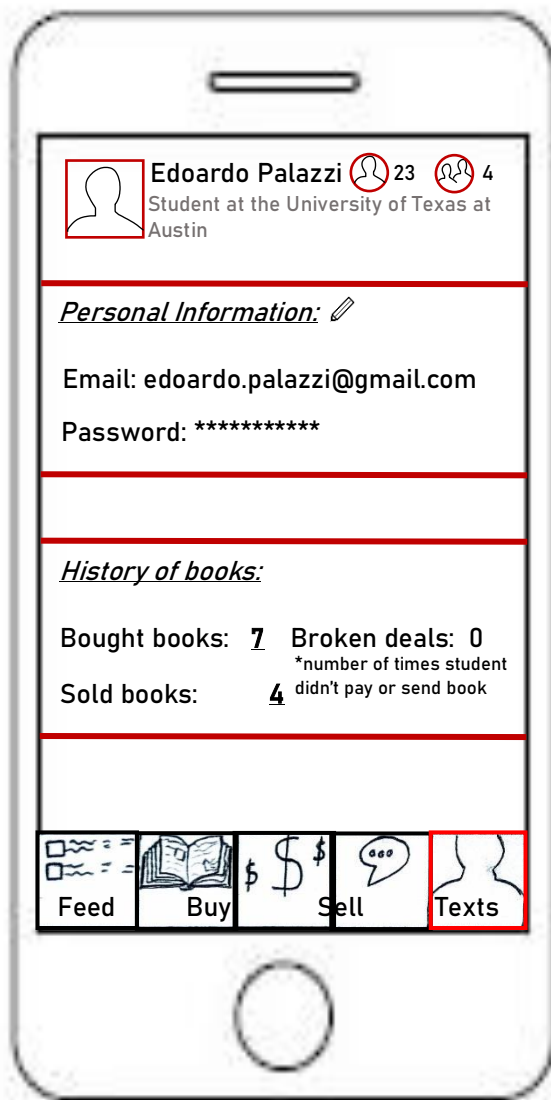 Edoardo Palazzi 23 4
Student at the University of Texas at
Austin
Personal Information:
Email: edoardo.palazzi@gmail.com
Password: ***********
History of books:
Bought books: 7 Broken deals: 0
*number of times student
didn't pay or send book
Sold books: 4
$ $ $
Feed Buy Sell Texts